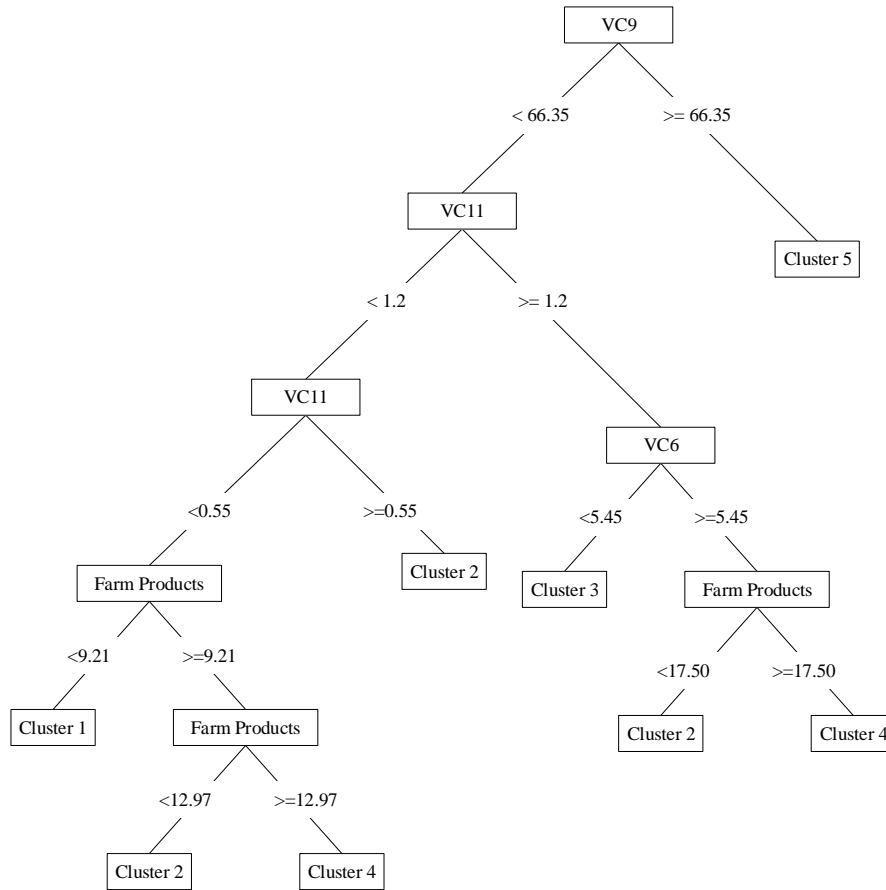 VC9
< 66.35
>= 66.35
VC11
Cluster 5
< 1.2
>= 1.2
VC11
VC6
<0.55
>=0.55
<5.45
>=5.45
Farm Products
Cluster 2
Cluster 3
Farm Products
<9.21
>=9.21
<17.50
>=17.50
Cluster 1
Farm Products
Cluster 2
Cluster 4
<12.97
>=12.97
Cluster 2
Cluster 4